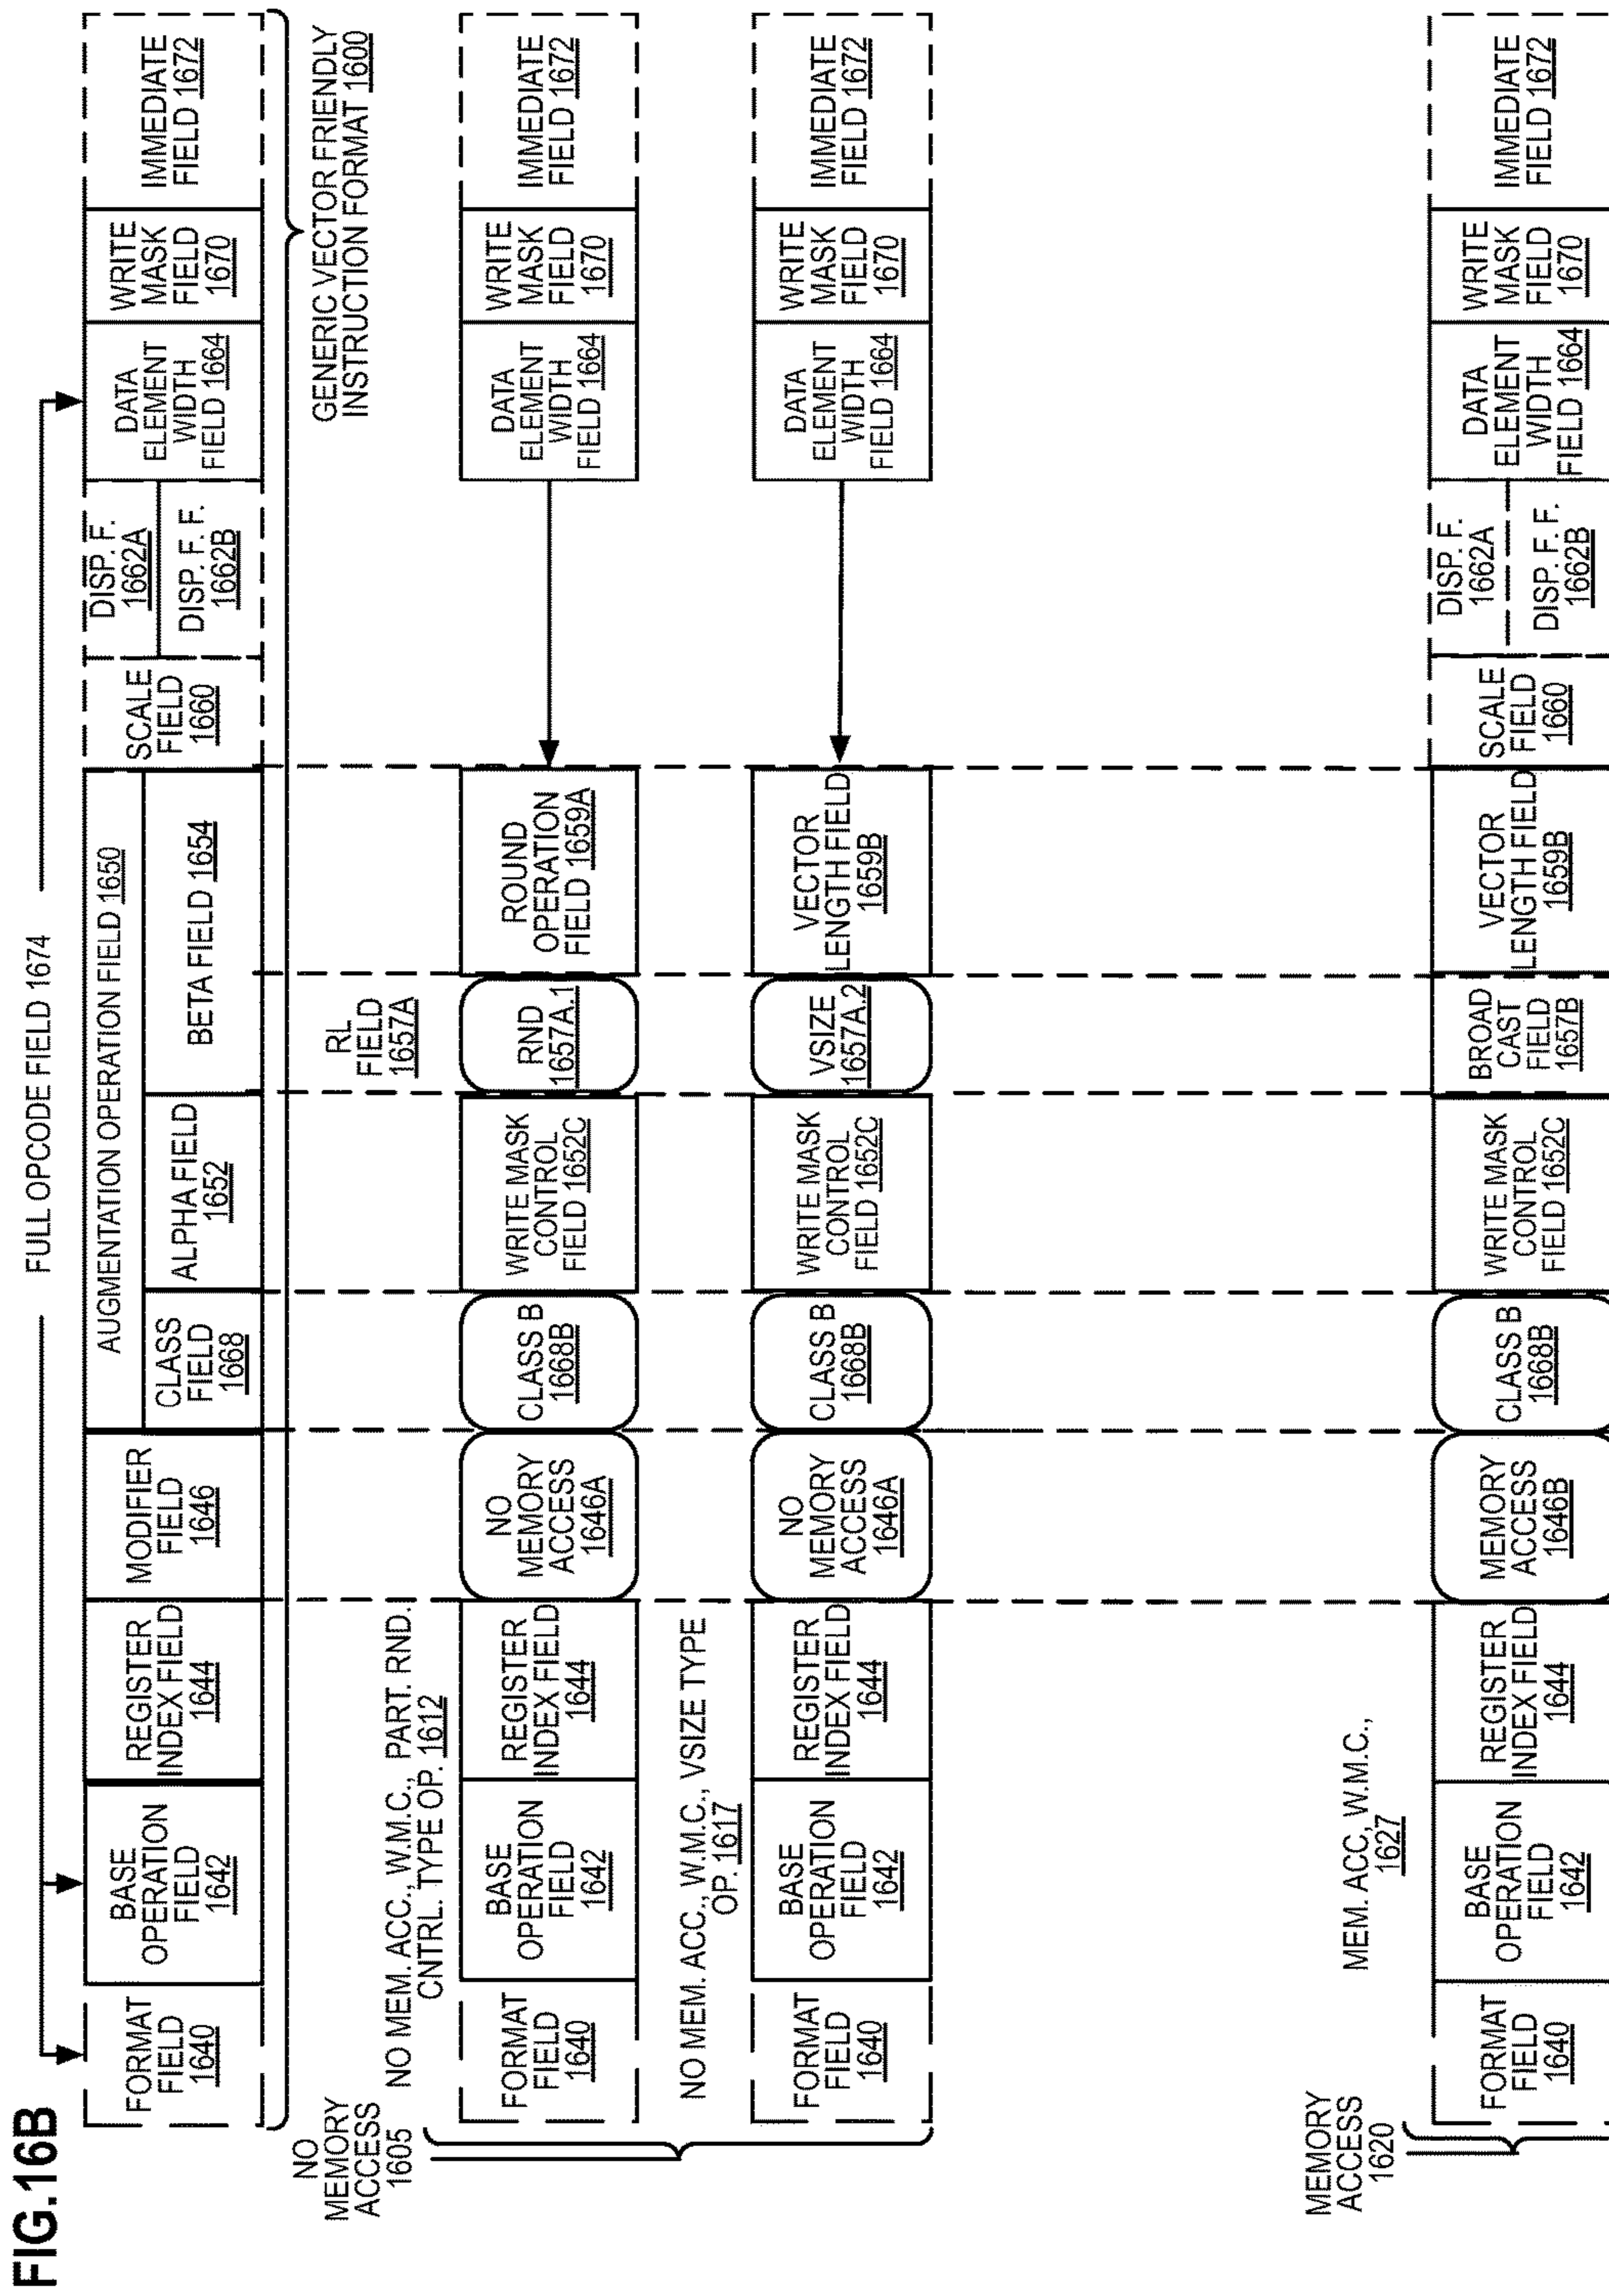 FIG.16B
FULL OPCODE FIELD 1674
FORMAT
FIELD
1640
BASE
OPERATION
FIELD
1642
REGISTER
INDEX FIELD
1644
MODIFIER
FIELD
1646
AUGMENTATION OPERATION FIELD 1650
CLASS
FIELD
1668
ALPHA FIELD
1652
BETA FIELD 1654
SCALE
FIELD
1660
DISP. F.
1662A
DISP. F. F.
1662B
DATA
ELEMENT
WIDTH
FIELD 1664
WRITE
MASK
FIELD
1670
IMMEDIATE
FIELD 1672
GENERIC VECTOR FRIENDLY
INSTRUCTION FORMAT 1600
NO
MEMORY
ACCESS
1605
NO MEM. ACC., W.M.C., PART. RND.
CNTRL. TYPE OP. 1612
RL
FIELD
1657A
FORMAT
FIELD
1640
BASE
OPERATION
FIELD
1642
REGISTER
INDEX FIELD
1644
NO
MEMORY
ACCESS
1646A
CLASS B
1668B
WRITE MASK
CONTROL
FIELD 1652C
RND
1657A.1
ROUND
OPERATION
FIELD 1659A
DATA
ELEMENT
WIDTH
FIELD 1664
WRITE
MASK
FIELD
1670
IMMEDIATE
FIELD 1672
NO MEM. ACC., W.M.C., VSIZE TYPE
OP. 1617
FORMAT
FIELD
1640
BASE
OPERATION
FIELD
1642
REGISTER
INDEX FIELD
1644
NO
MEMORY
ACCESS
1646A
CLASS B
1668B
WRITE MASK
CONTROL
FIELD 1652C
VSIZE
1657A.2
VECTOR
LENGTH FIELD
1659B
DATA
ELEMENT
WIDTH
FIELD 1664
WRITE
MASK
FIELD
1670
IMMEDIATE
FIELD 1672
MEMORY
ACCESS
1620
MEM. ACC, W.M.C.,
1627
FORMAT
FIELD
1640
BASE
OPERATION
FIELD
1642
REGISTER
INDEX FIELD
1644
MEMORY
ACCESS
1646B
CLASS B
1668B
WRITE MASK
CONTROL
FIELD 1652C
BROAD
CAST
FIELD
1657B
VECTOR
LENGTH FIELD
1659B
SCALE
FIELD
1660
DISP. F.
1662A
DISP. F. F.
1662B
DATA
ELEMENT
WIDTH
FIELD 1664
WRITE
MASK
FIELD
1670
IMMEDIATE
FIELD 1672